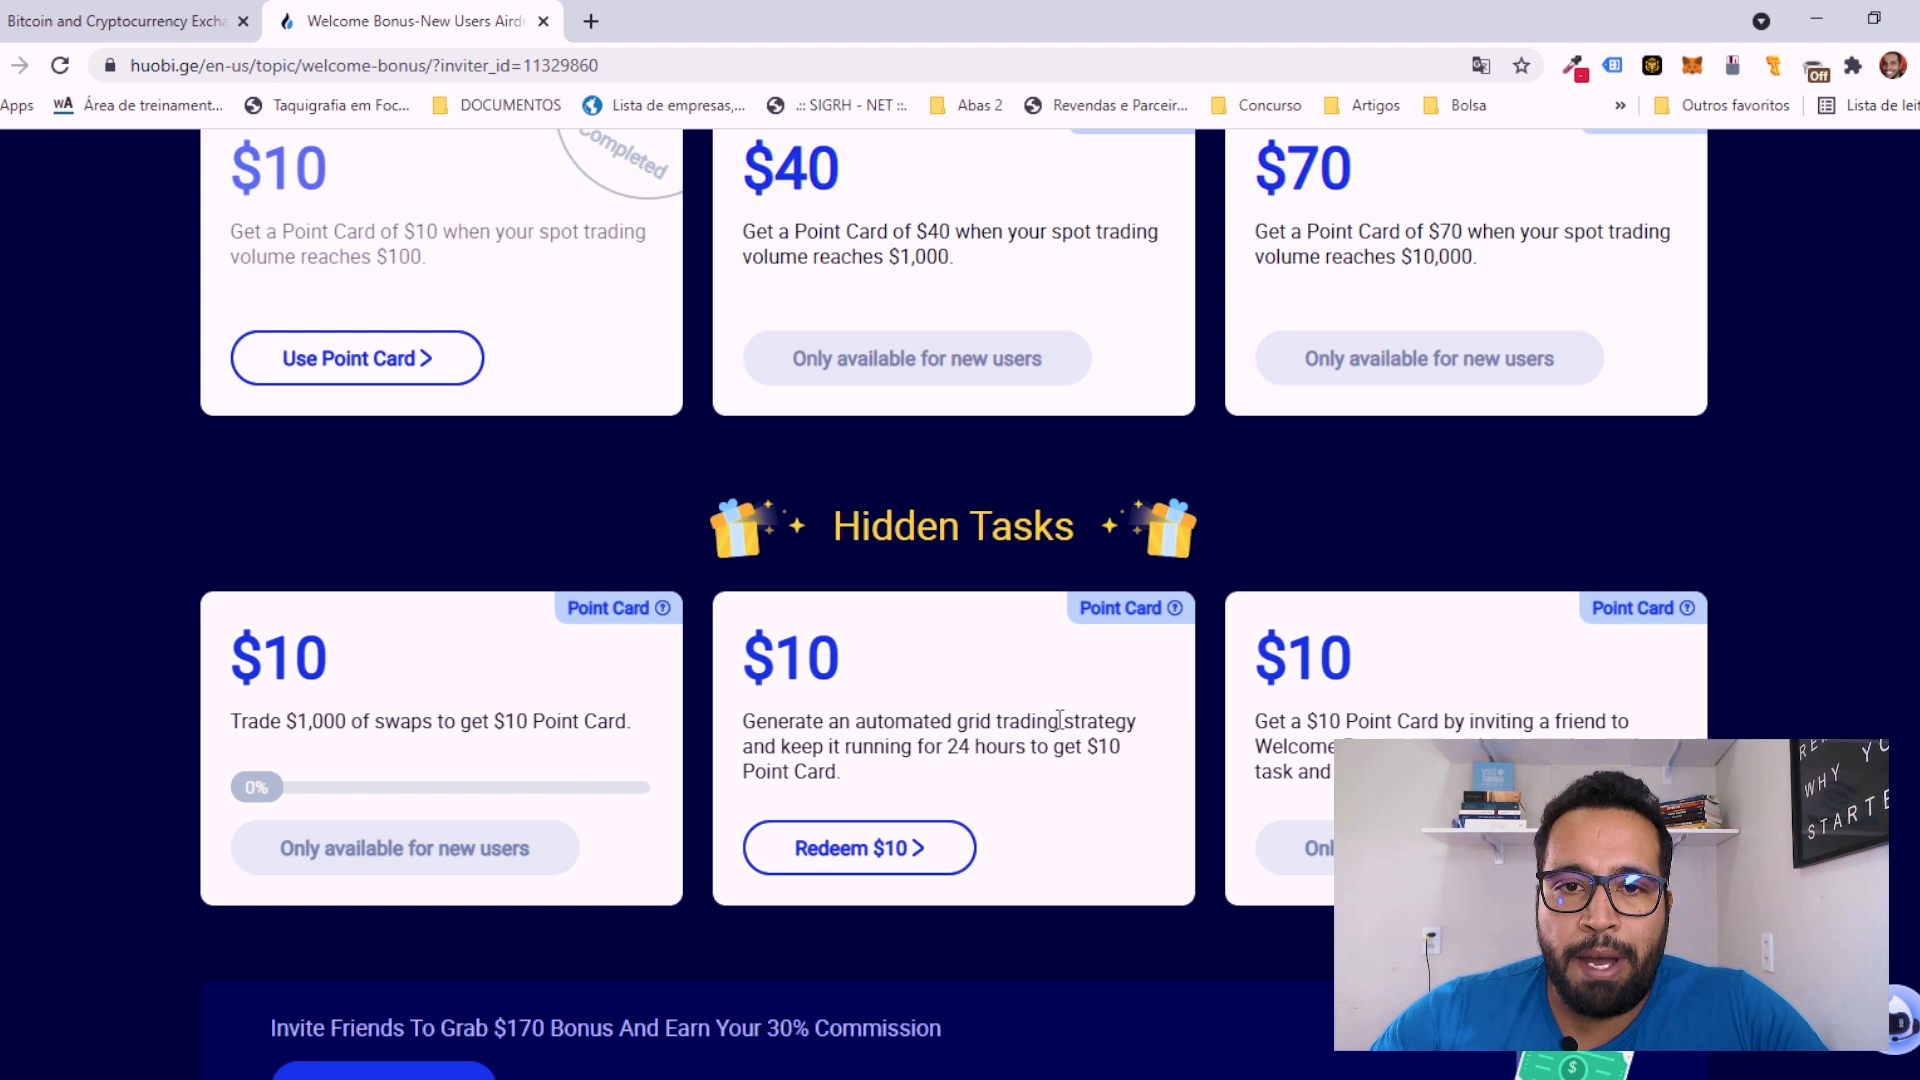 Bitcoin and Cryptocurrency Excha
Welcome Bonus-New Users Airdr
huobi.ge/en-us/topic/welcome-bonus/?inviter_id=11329860
Off
Apps
wA Área de treinament...
Taquigrafia em Foc...
DOCUMENTOS
Lista de empresas,...
.:: SIGRH - NET ::.
Abas 2
Revendas e Parceir...
Concurso
Artigos
Bolsa
»
Outros favoritos
Lista de leit
Completed
$10
Get a Point Card of $10 when your spot trading
volume reaches $100.
Use Point Card >
$40
Get a Point Card of $40 when your spot trading
volume reaches $1,000.
Only available for new users
$70
Get a Point Card of $70 when your spot trading
volume reaches $10,000.
Only available for new users
Hidden Tasks
Point Card ?
$10
Trade $1,000 of swaps to get $10 Point Card.
0%
Only available for new users
Point Card ?
$10
Generate an automated grid trading strategy
and keep it running for 24 hours to get $10
Point Card.
Redeem $10 >
Point Card ?
$10
Get a $10 Point Card by inviting a friend to
Welcome
task and
Onl
WHY YO
STARTE
Invite Friends To Grab $170 Bonus And Earn Your 30% Commission
$